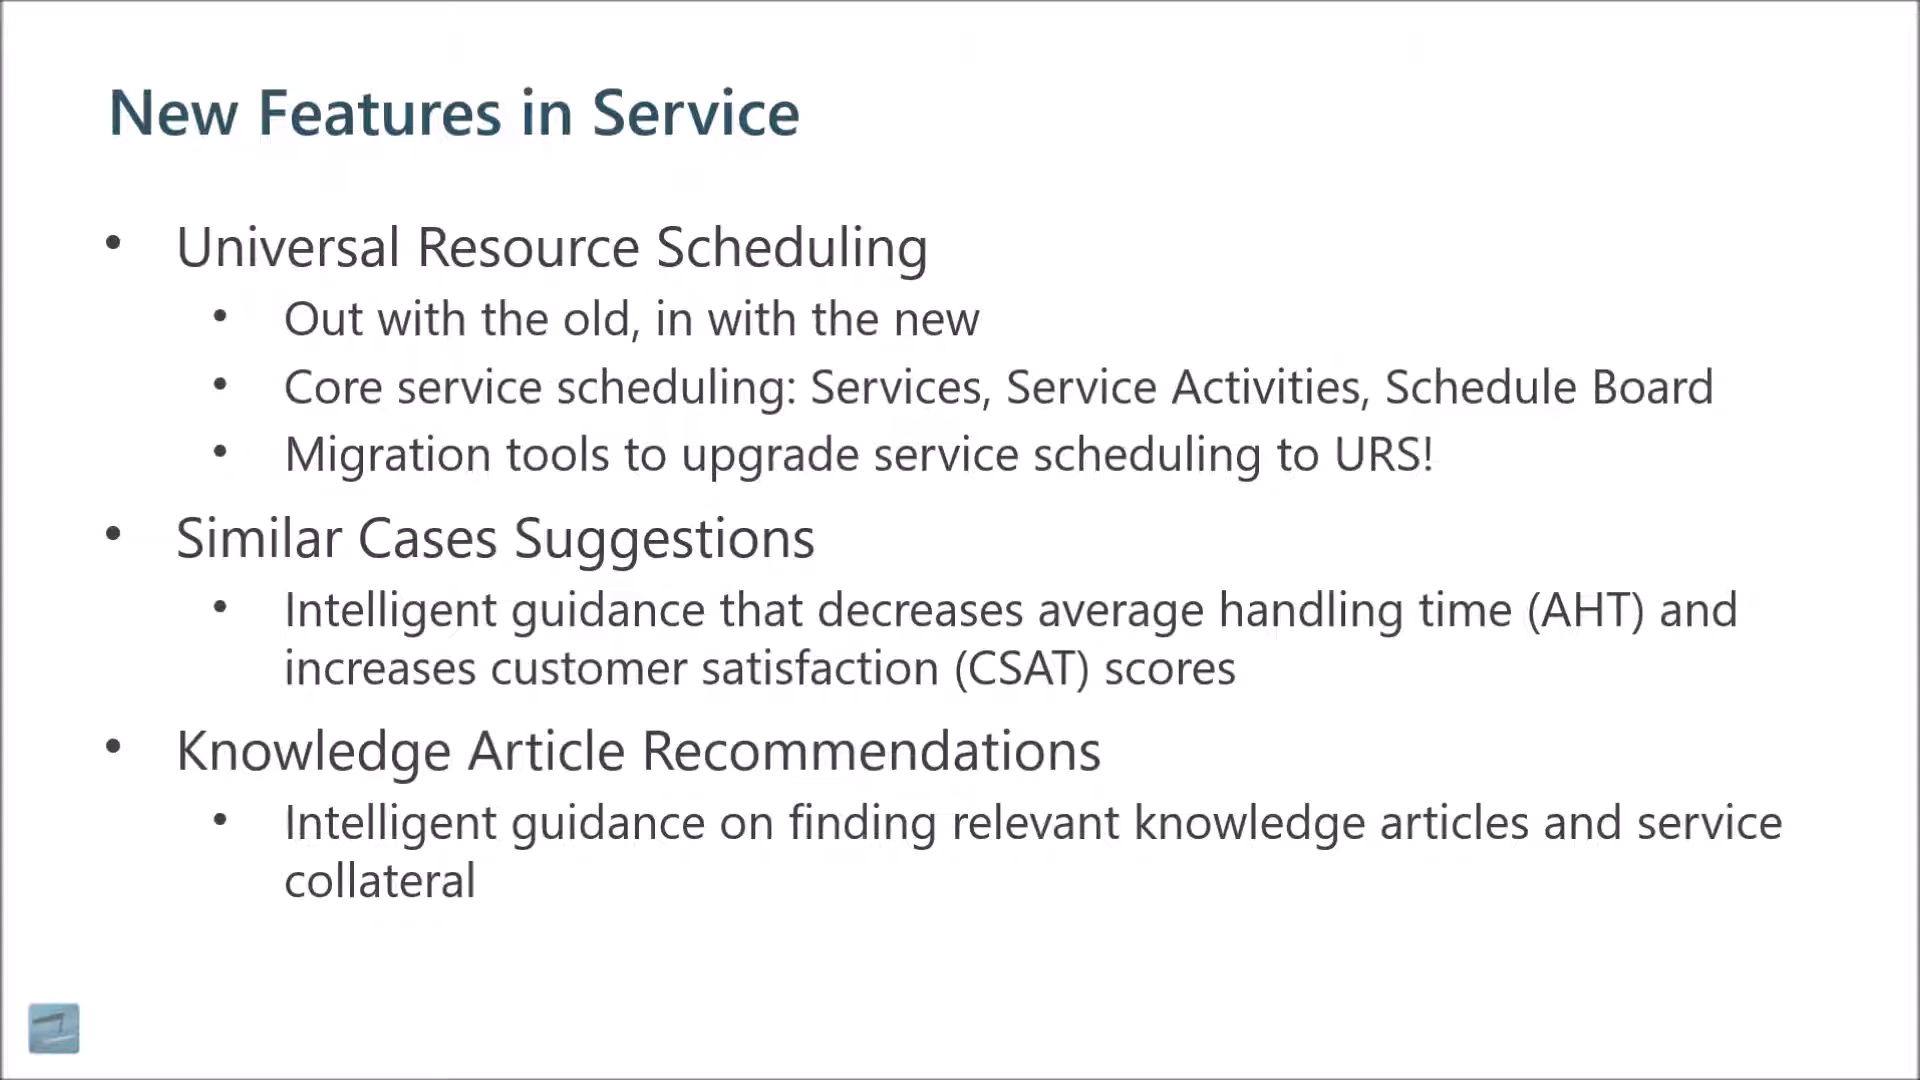 New Features in Service
• Universal Resource Scheduling
• Out with the old, in with the new
• Core service scheduling: Services, Service Activities, Schedule Board
• Migration tools to upgrade service scheduling to URS!
• Similar Cases Suggestions
• Intelligent guidance that decreases average handling time (AHT) and
increases customer satisfaction (CSAT) scores
• Knowledge Article Recommendations
• Intelligent guidance on finding relevant knowledge articles and service
collateral